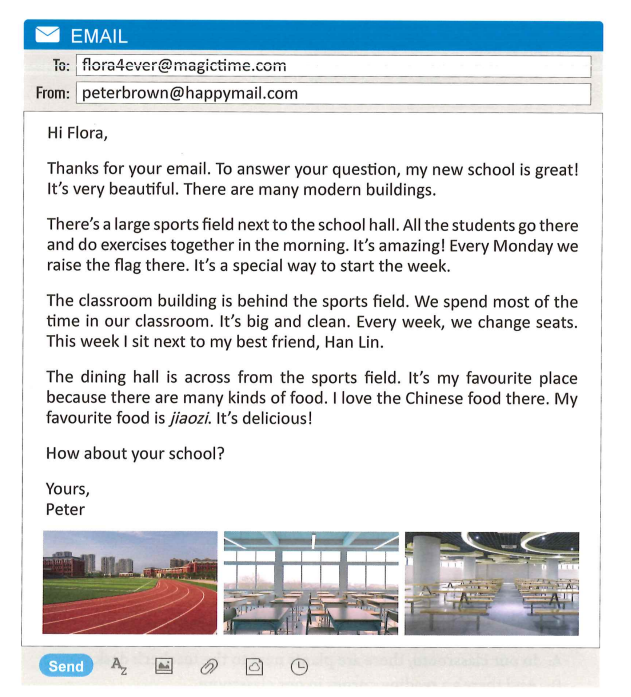 EMAIL
To: flora4ever@magictime.com
From: peterbrown@happymail.com
Hi Flora,
Thanks for your email. To answer your question, my new school is great!
It's very beautiful. There are many modern buildings.
There's a large sports field next to the school hall. All the students go there
and do exercises together in the morning. It's amazing! Every Monday we
raise the flag there. It's a special way to start the week.
The classroom building is behind the sports field. We spend most of the
time in our classroom. It's big and clean. Every week, we change seats.
This week I sit next to my best friend, Han Lin.
The dining hall is across from the sports field. It's my favourite place
because there are many kinds of food. I love the Chinese food there. My
favourite food is jiaozi. It's delicious!
How about your school?
Yours,
Peter
Send
AZ